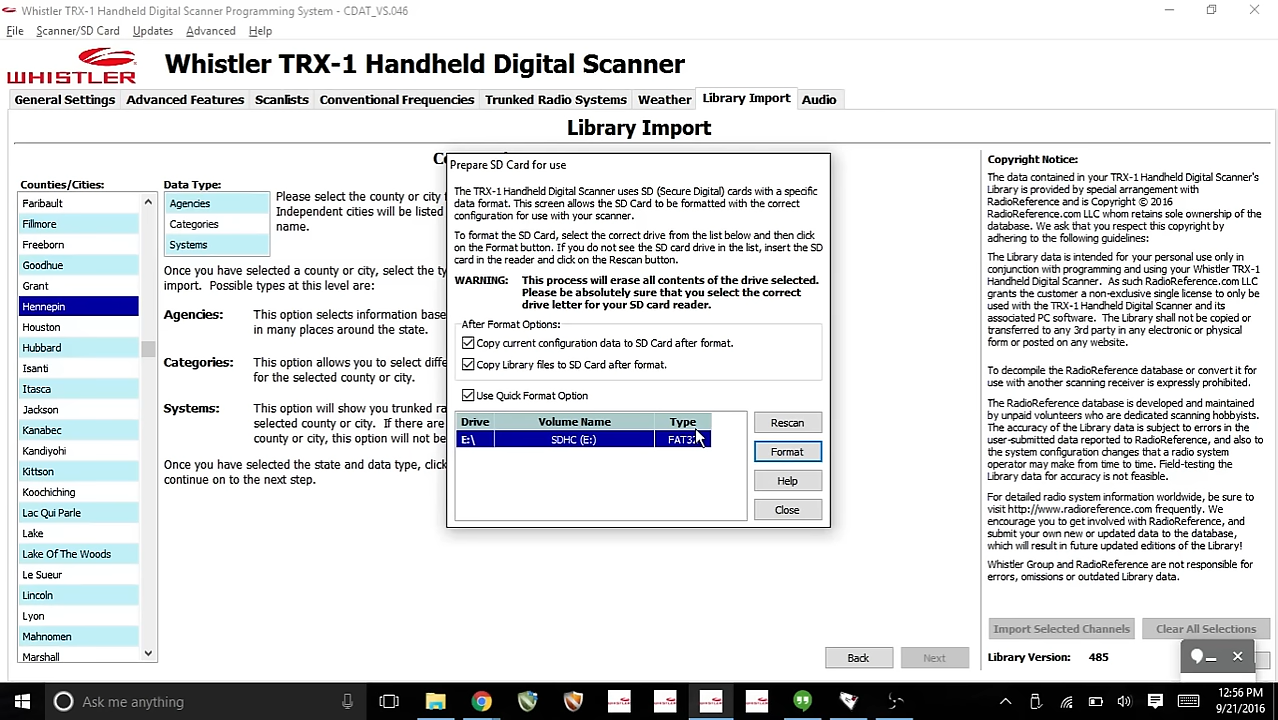 Whistler TRX-1 Handheld Digital Scanner Programming System - CDAT_VS.046
File Scanner/SD Card Updates Advanced Help
WHISTLER
Whistler TRX-1 Handheld Digital Scanner
General Settings Advanced Features Scanlists Conventional Frequencies Trunked Radio Systems Weather Library Import Audio
Library Import
Counties/Cities:
Faribault
Fillmore
Freeborn
Goodhue
Grant
Hennepin
Houston
Hubbard
Isanti
Itasca
Jackson
Kanabec
Kandiyohi
Kittson
Koochiching
Lac Qui Parle
Lake
Lake Of The Woods
Le Sueur
Lincoln
Lyon
Mahnomen
Marshall
Data Type:
Agencies
Categories
Systems
Please select the county or city f
Independent cities will be listed
name.
Once you have selected a county or city, select the ty
import. Possible types at this level are:
Agencies: This option selects information base
in many places around the state.
Categories: This option allows you to select diffe
for the selected county or city.
Systems: This option will show you trunked ra
selected county or city. If there are
county or city, this option will not be
Once you have selected the state and data type, click
continue on to the next step.
Prepare SD Card for use
The TRX-1 Handheld Digital Scanner uses SD (Secure Digital) cards with a specific
data format. This screen allows the SD Card to be formatted with the correct
configuration for use with your scanner.
To format the SD Card, select the correct drive from the list below and then click
on the Format button. If you do not see the SD card drive in the list, insert the SD
card in the reader and click on the Rescan button.
WARNING: This process will erase all contents of the drive selected.
Please be absolutely sure that you select the correct
drive letter for your SD card reader.
After Format Options:
Copy current configuration data to SD Card after format.
Copy Library files to SD Card after format.
Use Quick Format Option
Drive Volume Name Type
E:\ SDHC (E:) FAT32
Rescan
Format
Help
Close
Back Next
Copyright Notice:
The data contained in your TRX-1 Handheld Digital Scanner's
Library is provided by special arrangement with
RadioReference.com and is Copyright © 2016
RadioReference.com LLC whom retains sole ownership of the
database. We ask that you respect this copyright by
adhering to the following guidelines:
The Library data is intended for your personal use only in
conjunction with programming and using your Whistler TRX-1
Handheld Digital Scanner. As such RadioReference.com LLC
grants the customer a non-exclusive single license to only be
used with the TRX-1 Handheld Digital Scanner and its
associated PC software. The Library shall not be copied or
transferred to any 3rd party in any electronic or physical
form or posted on any website.
To decompile the RadioReference database or convert it for
use with another scanning receiver is expressly prohibited.
The RadioReference database is developed and maintained
by unpaid volunteers who are dedicated scanning hobbyists.
The accuracy of the Library data is subject to errors in the
user-submitted data reported to RadioReference, and also to
the system configuration changes that a radio system
operator may make from time to time. Field-testing the
Library data for accuracy is not feasible.
For detailed radio system information worldwide, be sure to
visit http://www.radioreference.com frequently. We
encourage you to get involved with RadioReference, and
submit your own new or updated data to the database,
which will result in future updated editions of the Library!
Whistler Group and RadioReference are not responsible for
errors, omissions or outdated Library data.
Import Selected Channels Clear All Selections
Library Version: 485
Ask me anything
12:56 PM
9/21/2016